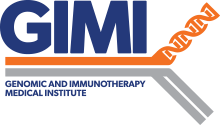 GIMI
GENOMIC AND IMMUNOTHERAPY
MEDICAL INSTITUTE